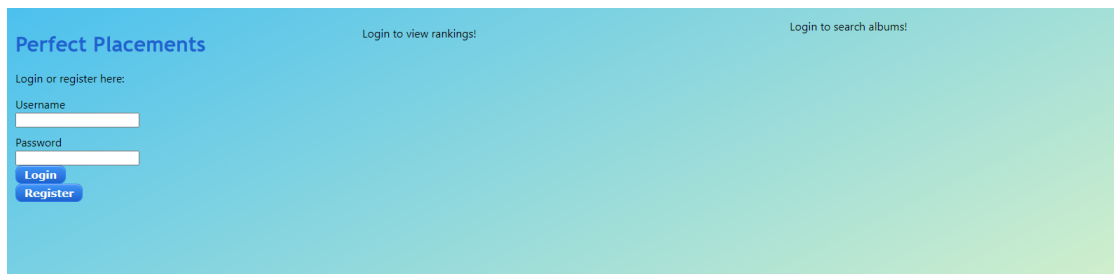 Perfect Placements
Login or register here:
Username
Password
Login
Register
Login to view rankings!
Login to search albums!